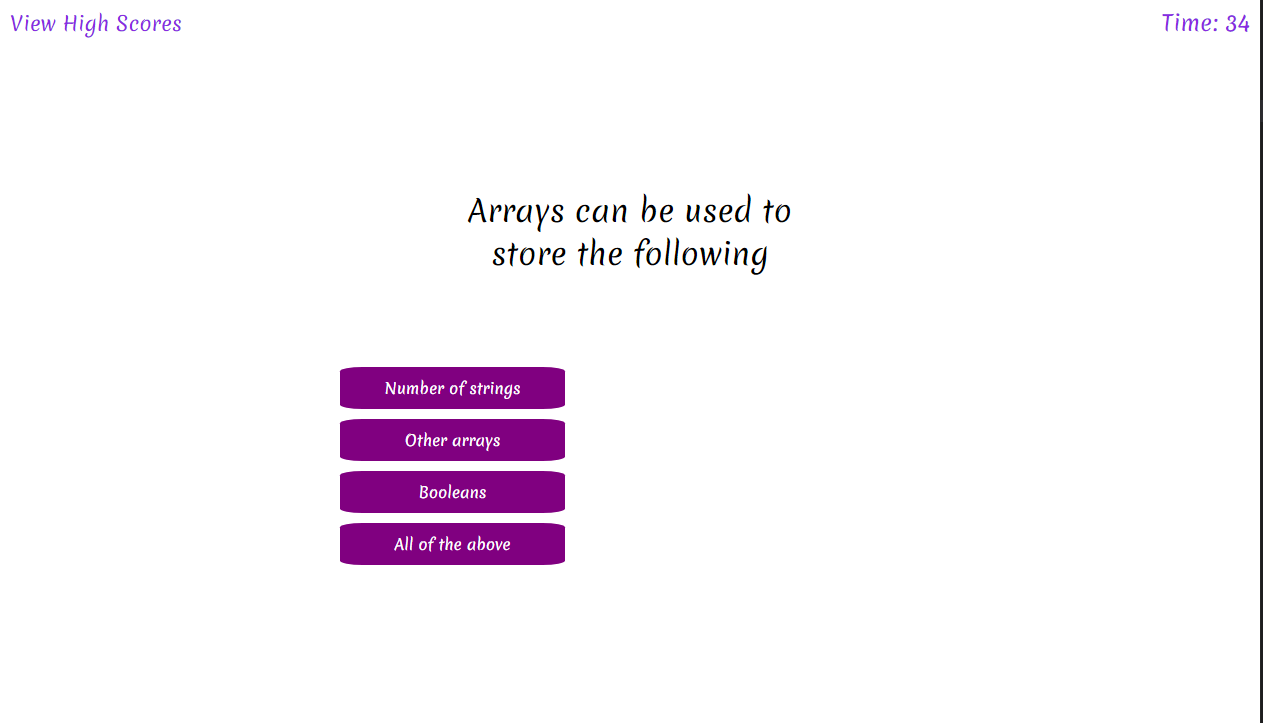 View High Scores
Time: 34
Arrays can be used to
store the following
Number of strings
Other arrays
Booleans
All of the above